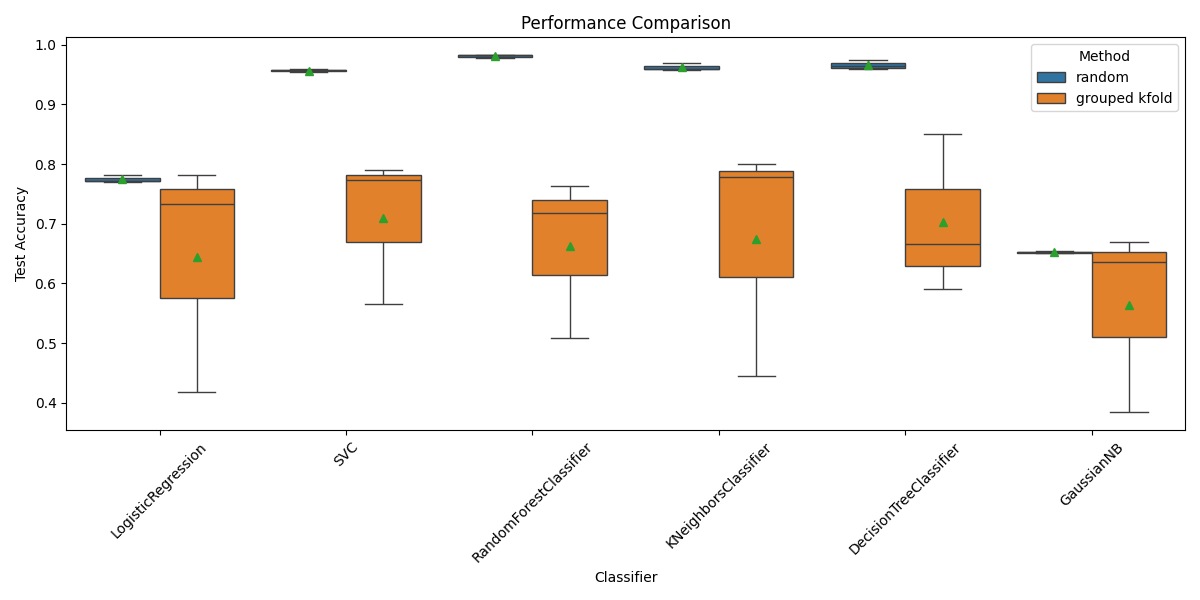 Performance Comparison
Test Accuracy
1.0
0.9
0.8
0.7
0.6
0.5
0.4
Method
random
grouped kfold
LogisticRegression
SVC
RandomForestClassifier
KNeighborsClassifier
DecisionTreeClassifier
GaussianNB
Classifier